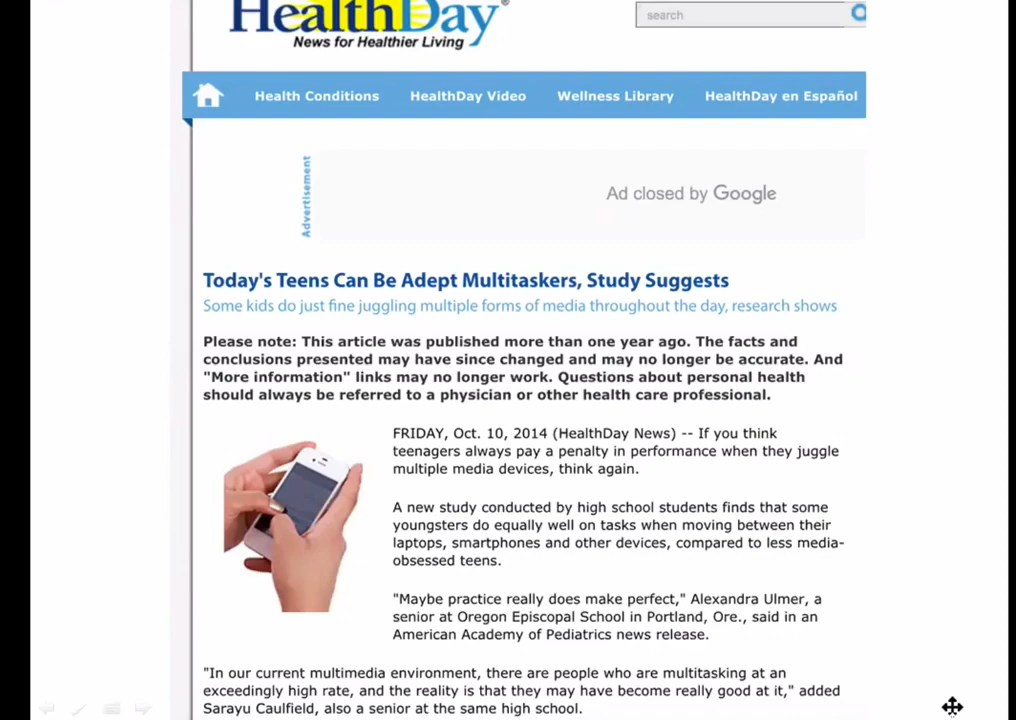 HealthDay®
News for Healthier Living
search
Health Conditions
HealthDay Video
Wellness Library
HealthDay en Español
Advertisement
Ad closed by Google
Today's Teens Can Be Adept Multitaskers, Study Suggests
Some kids do just fine juggling multiple forms of media throughout the day, research shows
Please note: This article was published more than one year ago. The facts and
conclusions presented may have since changed and may no longer be accurate. And
"More information" links may no longer work. Questions about personal health
should always be referred to a physician or other health care professional.
FRIDAY, Oct. 10, 2014 (HealthDay News) -- If you think
teenagers always pay a penalty in performance when they juggle
multiple media devices, think again.
A new study conducted by high school students finds that some
youngsters do equally well on tasks when moving between their
laptops, smartphones and other devices, compared to less media-
obsessed teens.
"Maybe practice really does make perfect," Alexandra Ulmer, a
senior at Oregon Episcopal School in Portland, Ore., said in an
American Academy of Pediatrics news release.
"In our current multimedia environment, there are people who are multitasking at an
exceedingly high rate, and the reality is that they may have become really good at it," added
Sarayu Caulfield, also a senior at the same high school.